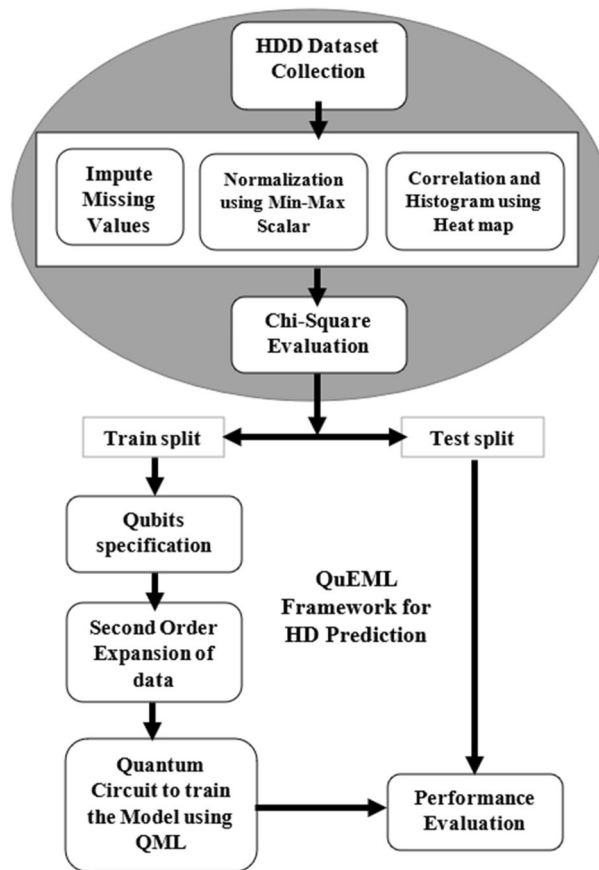 HDD Dataset
Collection
Impute
Missing
Values
Normalization
using Min-Max
Scalar
Correlation and
Histogram using
Heat map
Chi-Square
Evaluation
Train split
Test split
Qubits
specification
QuEML
Framework for
HD Prediction
Second Order
Expansion of
data
Quantum
Circuit to train
the Model using
QML
Performance
Evaluation